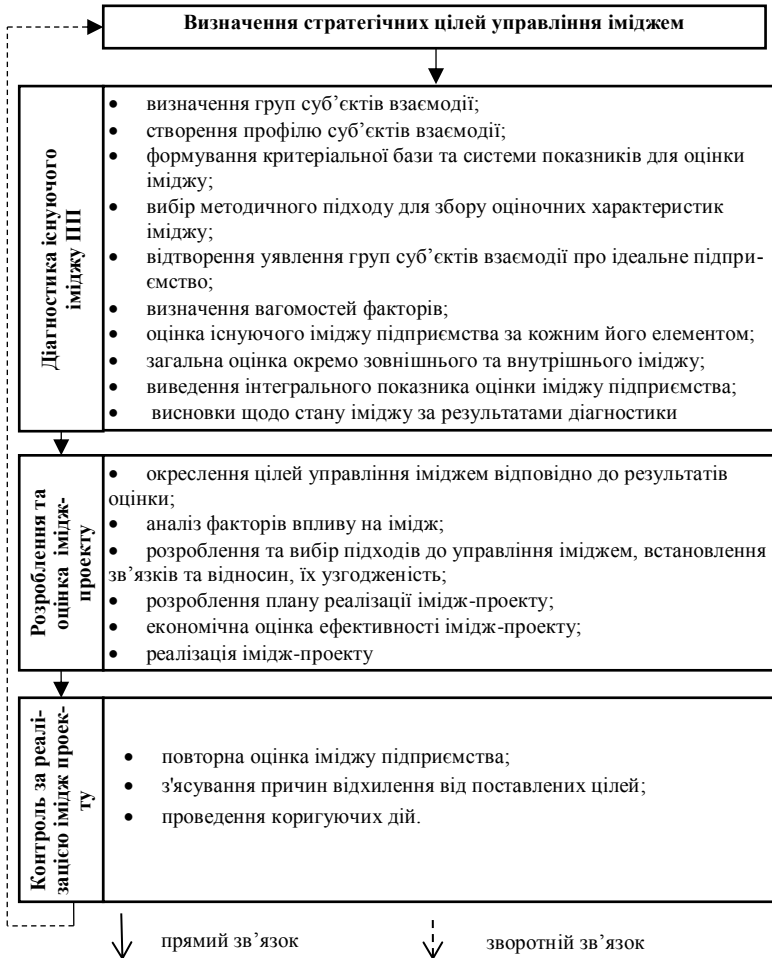 Визначення стратегічних цілей управління іміджем
Діагностика існуючого
іміджу ПП
• визначення груп суб’єктів взаємодії;
• створення профілю суб’єктів взаємодії;
• формування критеріальної бази та системи показників для оцінки
іміджу;
• вибір методичного підходу для збору оціночних характеристик
іміджу;
• відтворення уявлення груп суб’єктів взаємодії про ідеальне підпри-
ємство;
• визначення вагомостей факторів;
• оцінка існуючого іміджу підприємства за кожним його елементом;
• загальна оцінка окремо зовнішнього та внутрішнього іміджу;
• виведення інтегрального показника оцінки іміджу підприємства;
• висновки щодо стану іміджу за результатами діагностики
Розроблення та
оцінка імідж-
проекту
• окреслення цілей управління іміджем відповідно до результатів
оцінки;
• аналіз факторів впливу на імідж;
• розроблення та вибір підходів до управління іміджем, встановлення
зв’язків та відносин, їх узгодженість;
• розроблення плану реалізації імідж-проекту;
• економічна оцінка ефективності імідж-проекту;
• реалізація імідж-проекту
Контроль за реалі-
зацією імідж проек-
ту
• повторна оцінка іміджу підприємства;
• з'ясування причин відхилення від поставлених цілей;
• проведення коригуючих дій.
прямий зв’язок
зворотній зв’язок